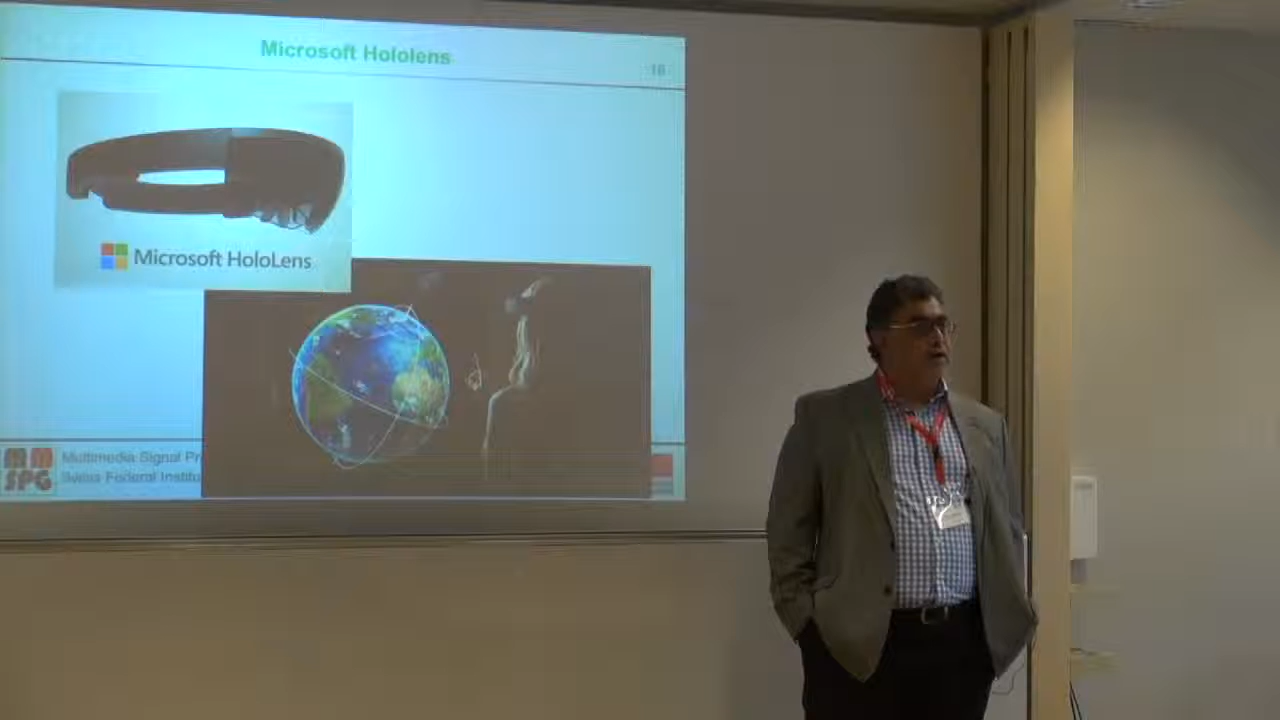 Microsoft Hololens
16
Microsoft HoloLens
MM
SPG
Multimedia Signal Pr
Swiss Federal Institu